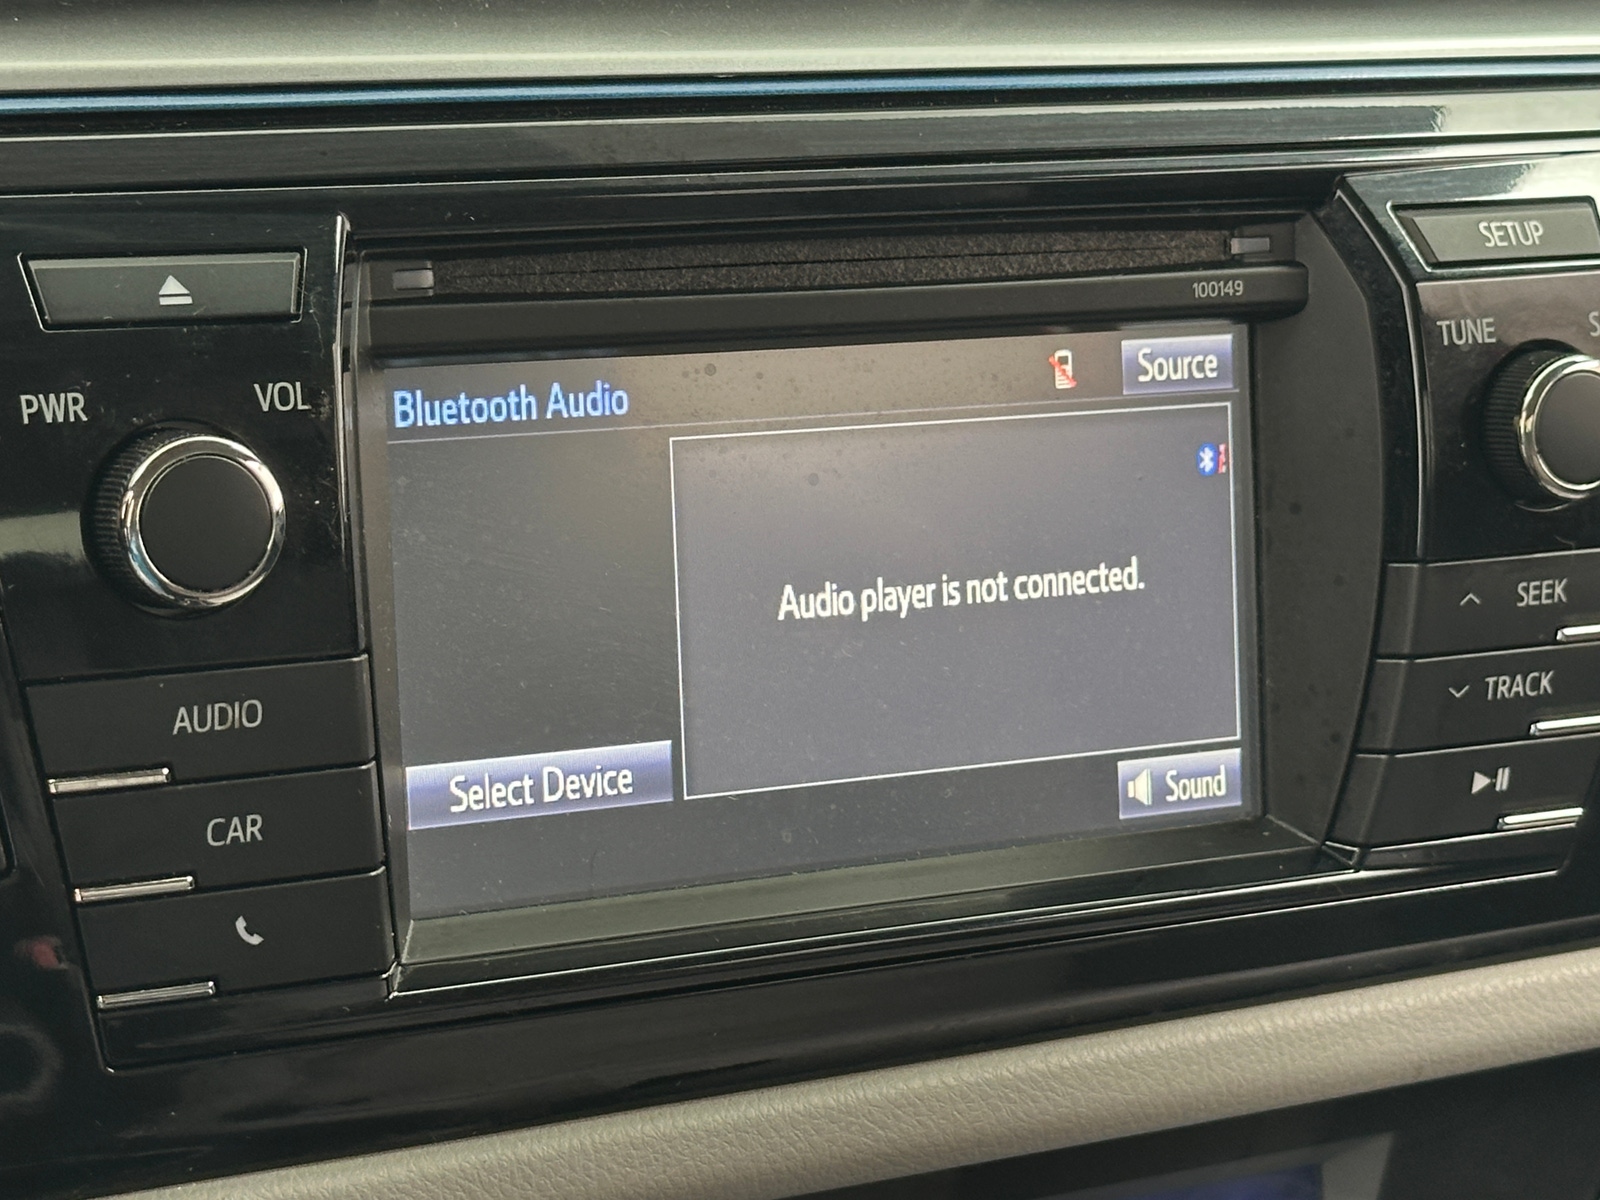 SETUP
100149
TUNE
PWR
VOL
Source
Bluetooth Audio
Audio player is not connected.
SEEK
TRACK
AUDIO
Select Device
Sound
CAR